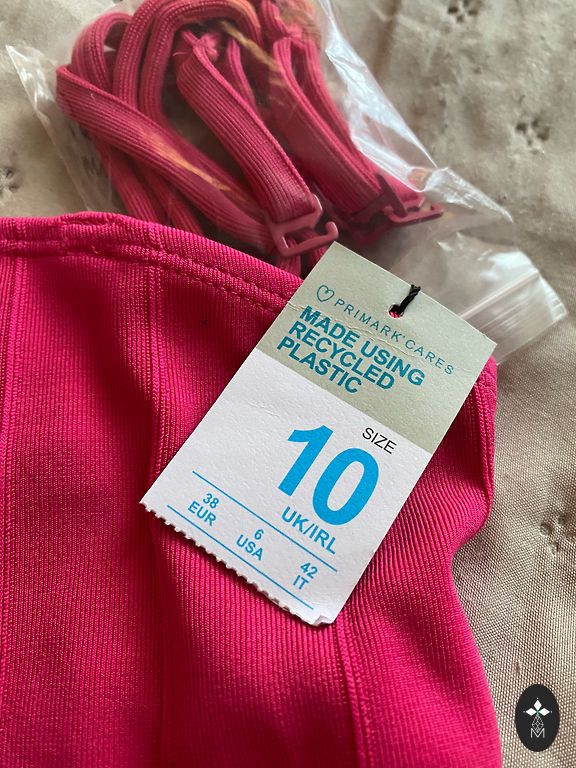 PRIMARK CARES
MADE USING
RECYCLED
PLASTIC
SIZE
10
UK/IRL
38 6 42
EUR USA IT
M